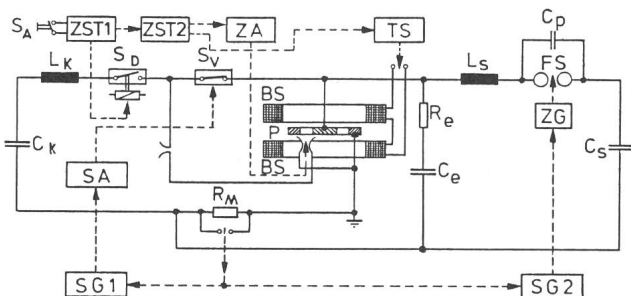 S_A ZST1 ZST2 ZA TS C_p
L_k S_D S_V L_s FS
BS
P R_e ZG
C_k BS C_s
SA C_e
R_M
SG1 SG2